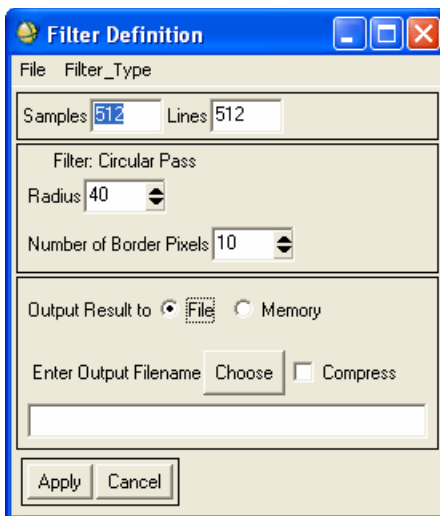 Filter Definition
File Filter_Type
Samples 512 Lines 512
Filter: Circular Pass
Radius 40
Number of Border Pixels 10
Output Result to File Memory
Enter Output Filename Choose Compress
Apply Cancel